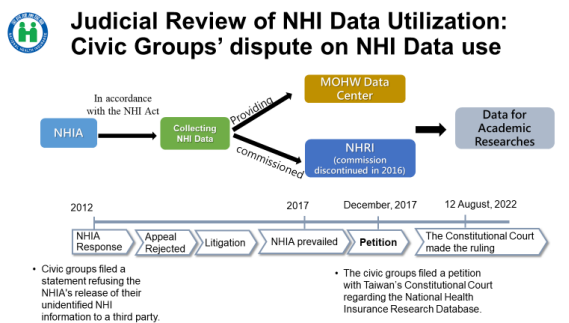 Judicial Review of NHI Data Utilization:
Civic Groups' dispute on NHI Data use
In accordance
with the NHI Act
NHIA
Collecting
NHI Data
Providing
commissioned
MOHW Data
Center
NHRI
(commission
discontinued in 2016)
Data for
Academic
Researches
2012
2017
December, 2017
12 August, 2022
NHIA
Response
Appeal
Rejected
Litigation
NHIA prevailed
Petition
The Constitutional Court
made the ruling
• Civic groups filed a
statement refusing the
NHIA's release of their
unidentified NHI
information to a third party.
• The civic groups filed a petition
with Taiwan's Constitutional Court
regarding the National Health
Insurance Research Database.